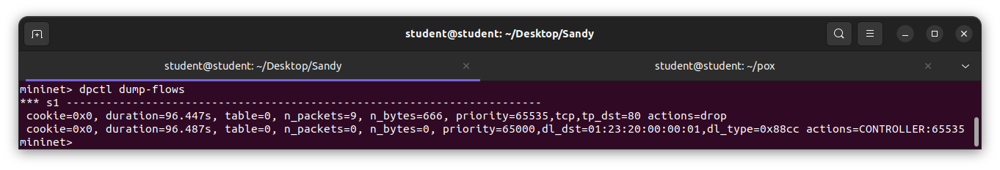 student@student: ~/Desktop/Sandy
student@student: ~/Desktop/Sandy
student@student: ~/pox
mininet> dpctl dump-flows
*** s1 ------------------------------------------------------------------------
 cookie=0x0, duration=96.447s, table=0, n_packets=9, n_bytes=666, priority=65535,tcp,tp_dst=80 actions=drop
 cookie=0x0, duration=96.487s, table=0, n_packets=0, n_bytes=0, priority=65000,dl_dst=01:23:20:00:00:01,dl_type=0x88cc actions=CONTROLLER:65535
mininet>